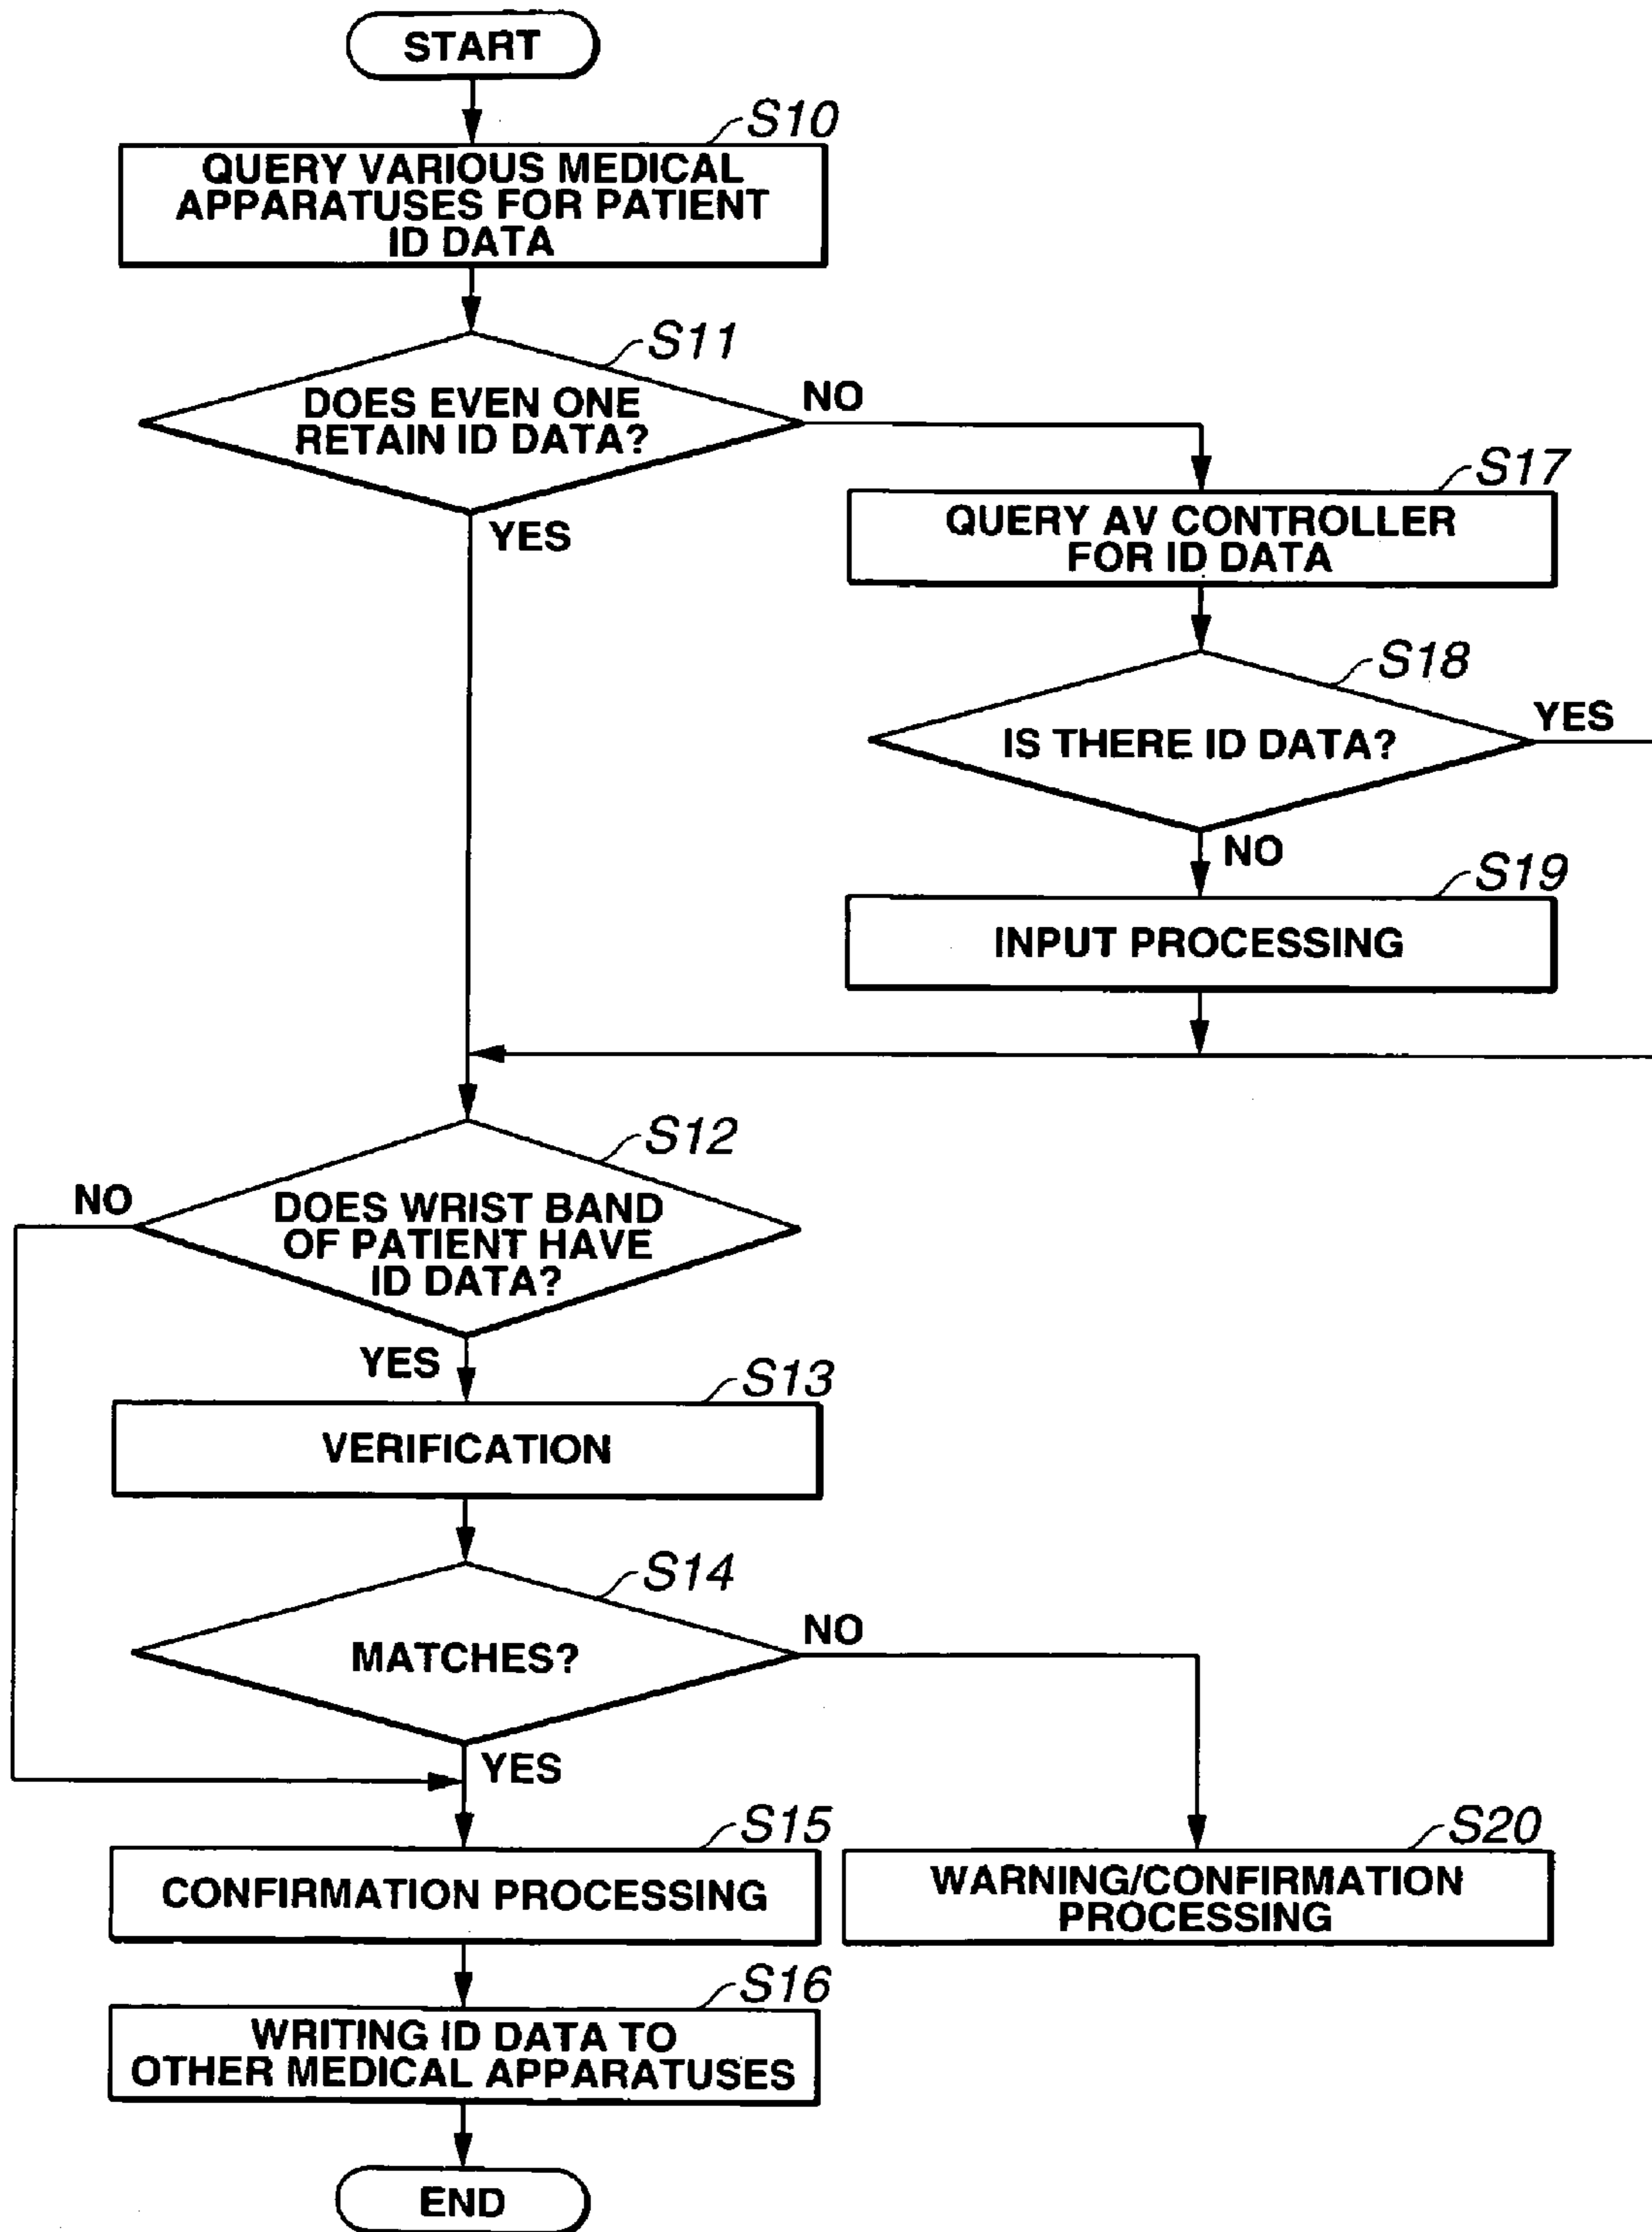 START
S10
QUERY VARIOUS MEDICAL
APPARATUSES FOR PATIENT
ID DATA
S11
DOES EVEN ONE
RETAIN ID DATA?
NO
YES
S17
QUERY AV CONTROLLER
FOR ID DATA
S18
IS THERE ID DATA?
YES
NO
S19
INPUT PROCESSING
S12
NO
DOES WRIST BAND
OF PATIENT HAVE
ID DATA?
YES
S13
VERIFICATION
S14
MATCHES?
NO
YES
S15
CONFIRMATION PROCESSING
S20
WARNING/CONFIRMATION
PROCESSING
S16
WRITING ID DATA TO
OTHER MEDICAL APPARATUSES
END